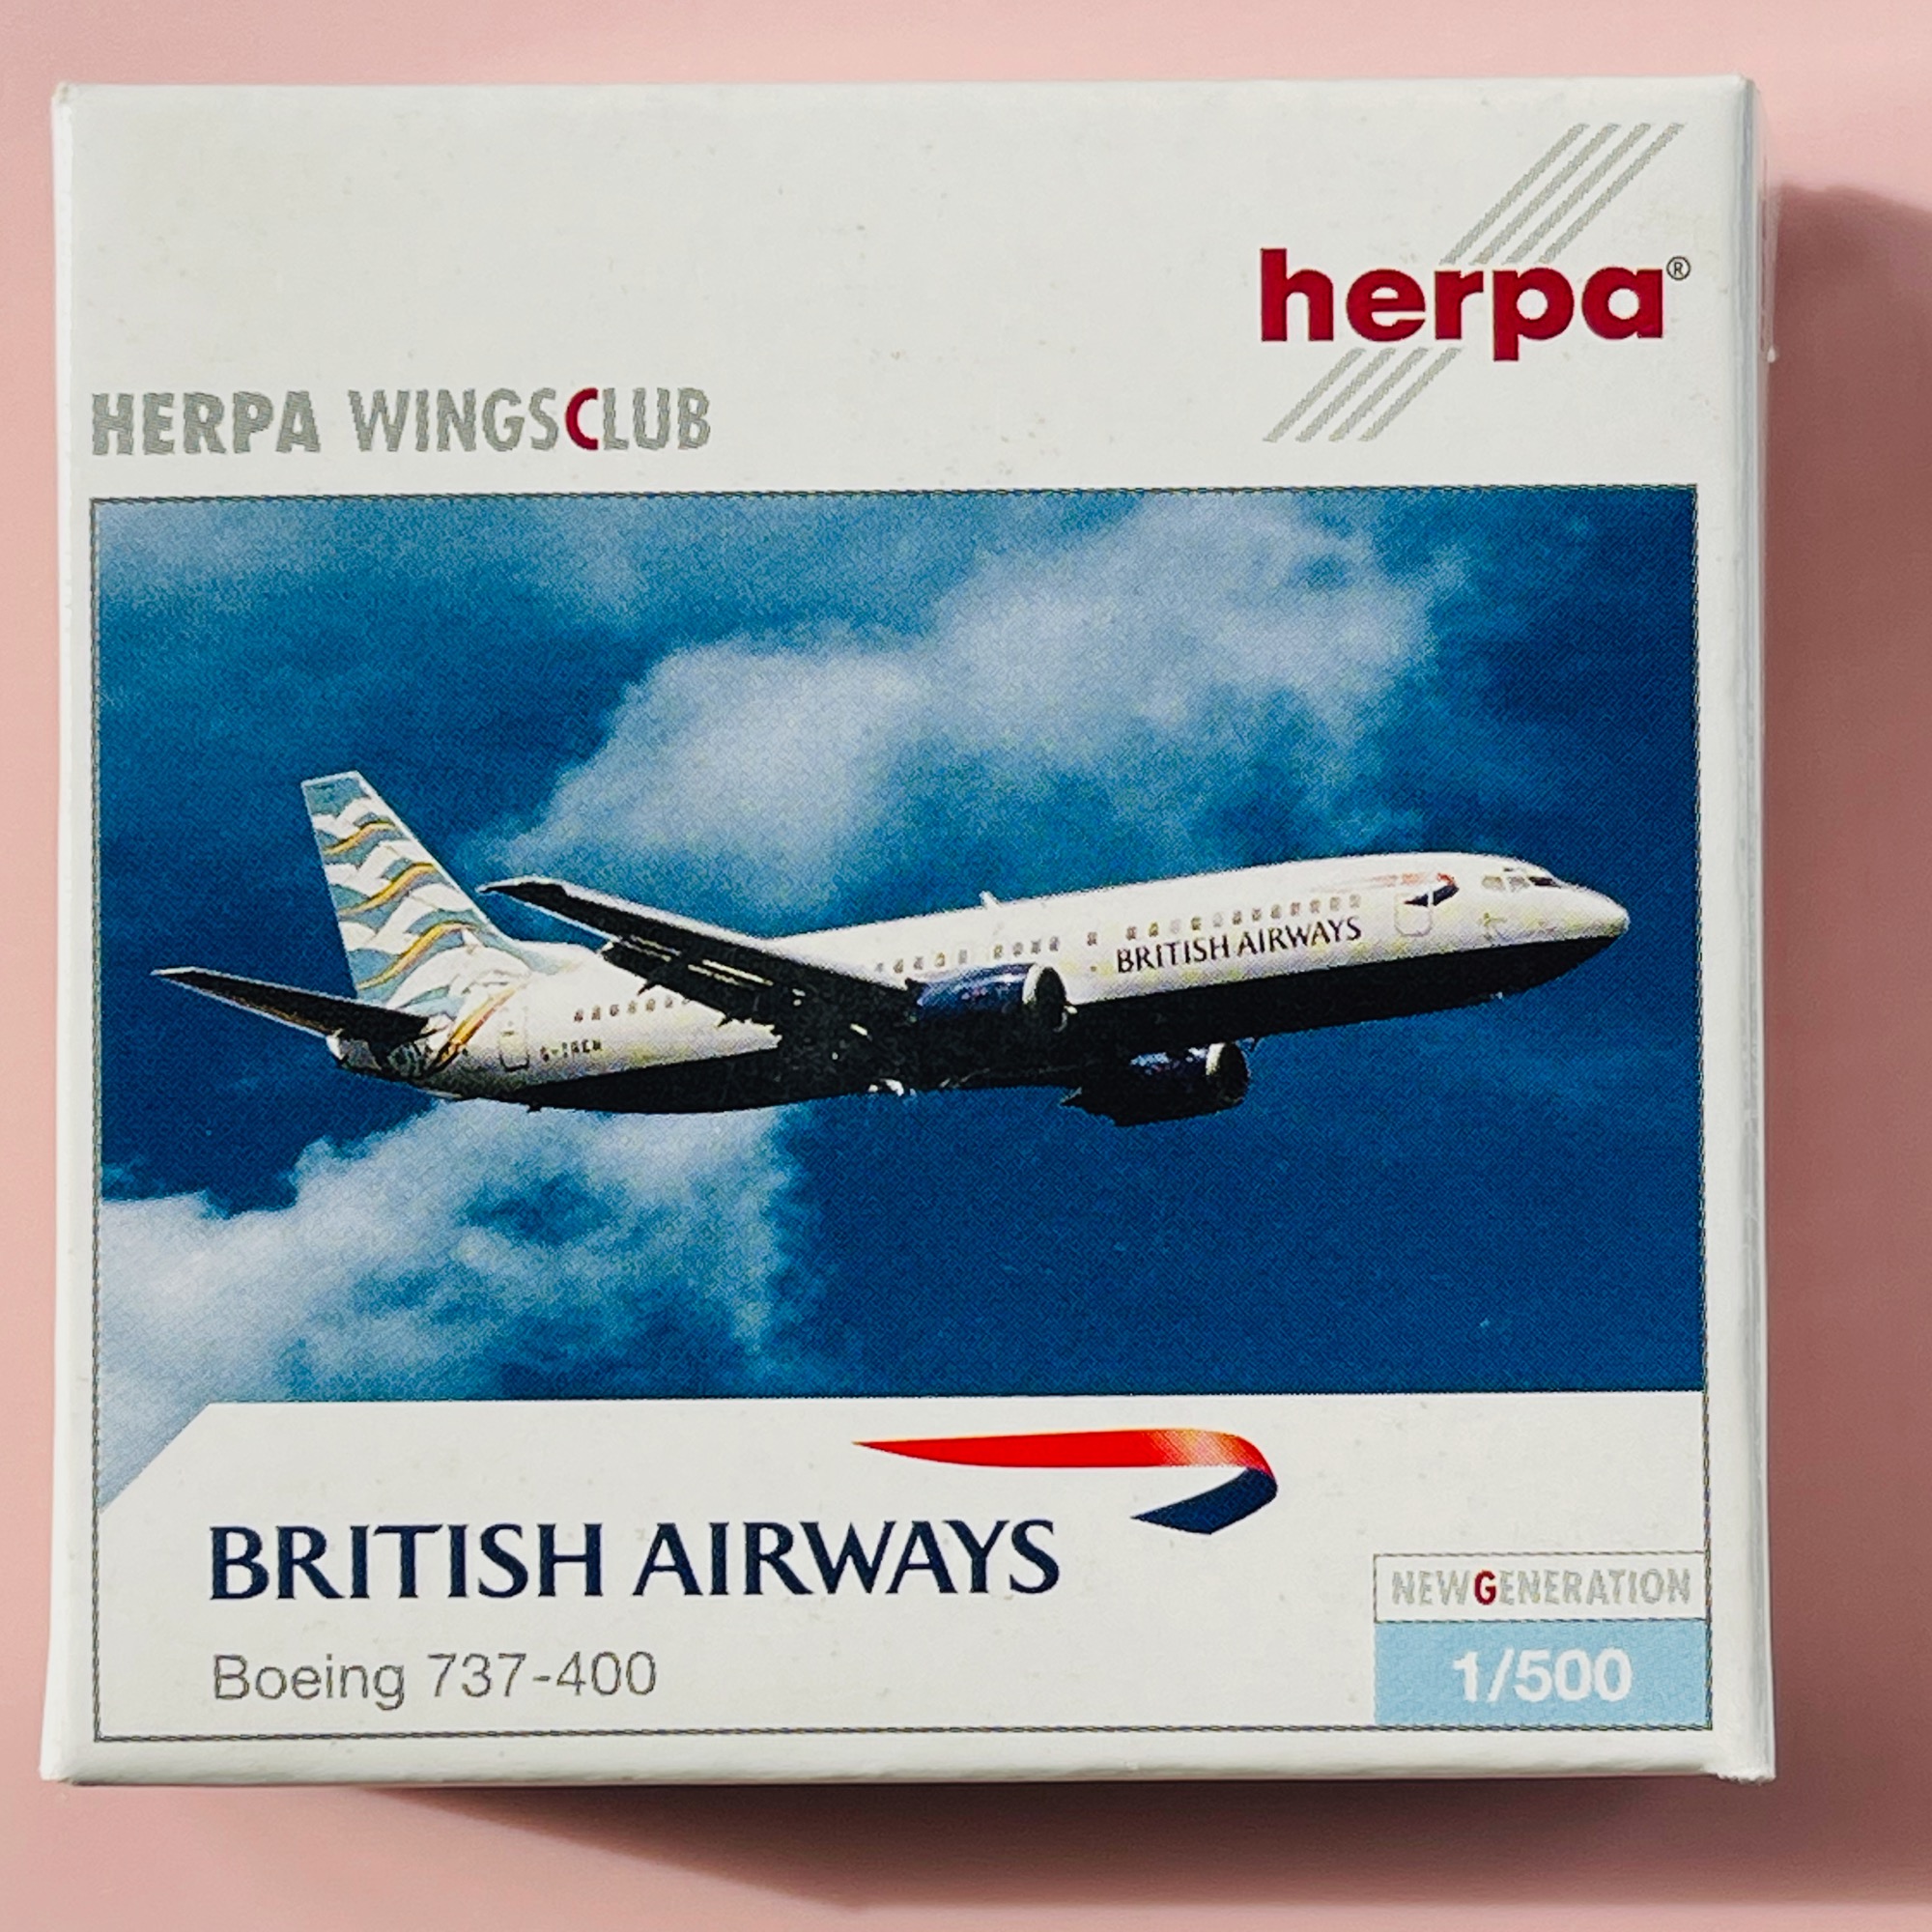 herpa®
HERPA WINGSCLUB
BRITISH AIRWAYS
BRITISH AIRWAYS
Boeing 737-400
NEWGENERATION
1/500